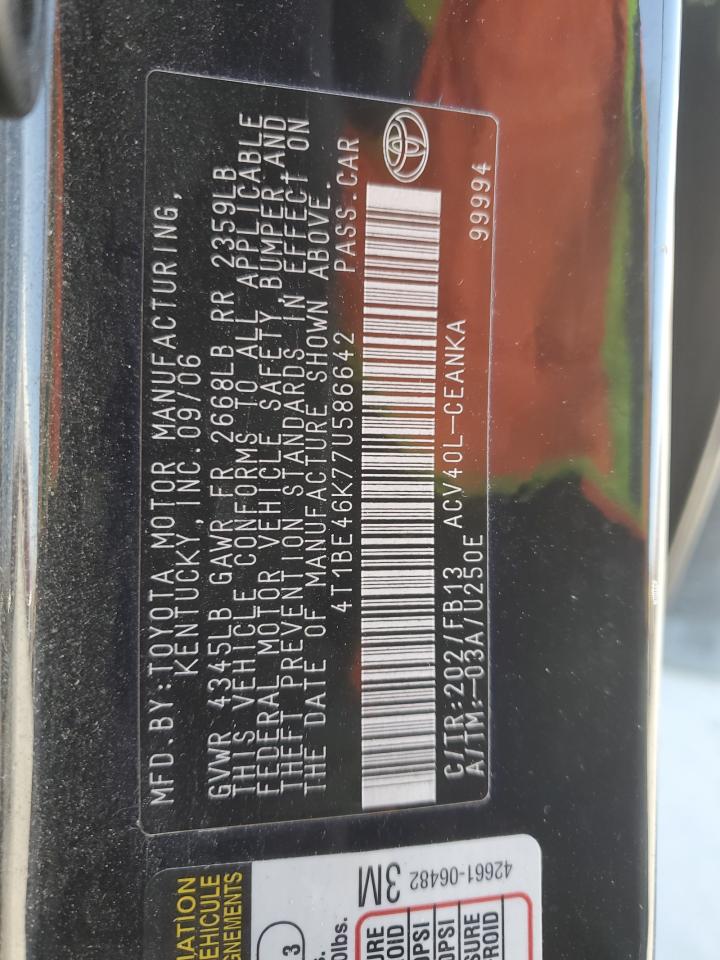 MFD.BY:TOYOTA MOTOR MANUFACTURING,
KENTUCKY,INC.09/06
GVWR 4345LB GAWR FR 2668LB RR 2359LB
THIS VEHICLE CONFORMS TO ALL APPLICABLE
FEDERAL MOTOR VEHICLE SAFETY,BUMPER,AND
THEFT PREVENTION STANDARDS IN EFFECT ON
THE DATE OF MANUFACTURE SHOWN ABOVE.
4T1BE46K77U586642 PASS.CAR
C/TR:202/FB13 ACV40L-CEANKA
A/TM:-03A/U250E 99994
3M 42661-06482